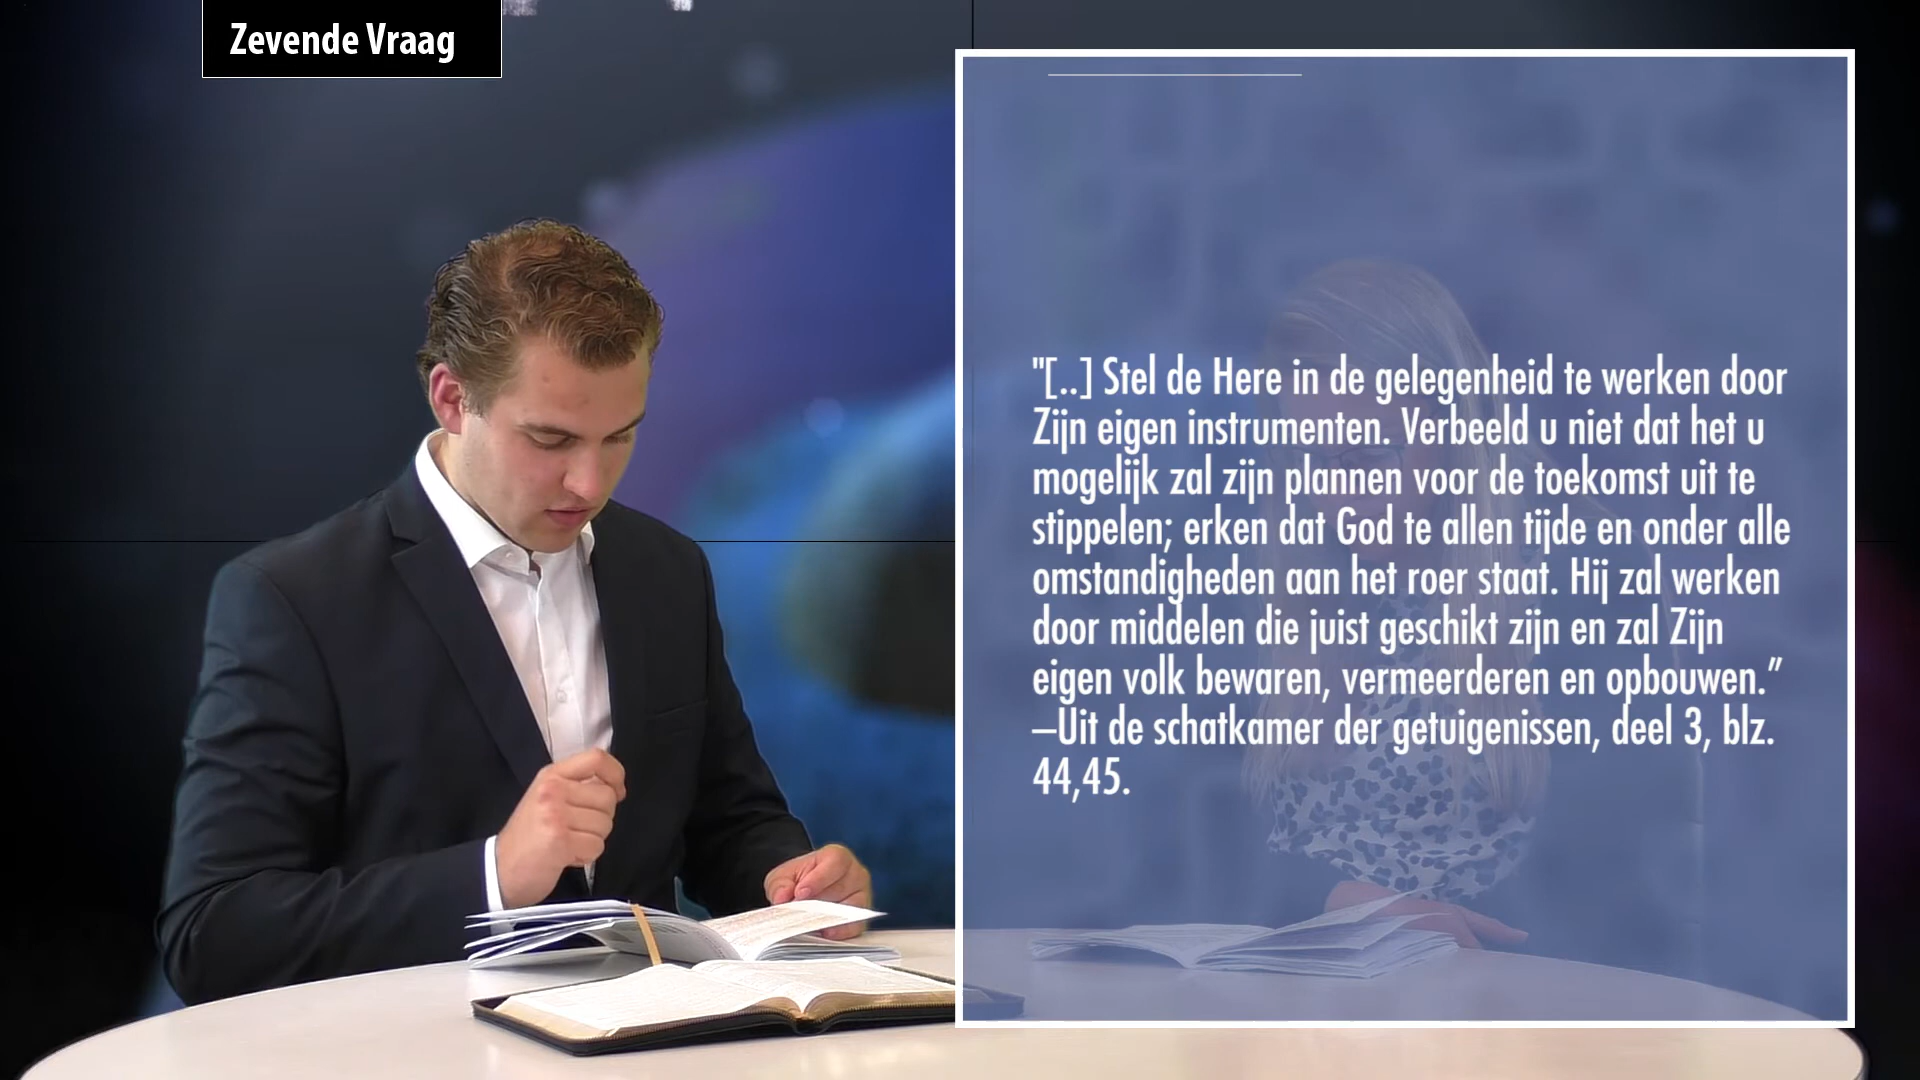 Zevende Vraag
"[..] Stel de Here in de gelegenheid te werken door
Zijn eigen instrumenten. Verbeeld u niet dat het u
mogelijk zal zijn plannen voor de toekomst uit te
stippelen; erken dat God te allen tijde en onder alle
omstandigheden aan het roer staat. Hij zal werken
door middelen die juist geschikt zijn en zal Zijn
eigen volk bewaren, vermeerderen en opbouwen.”
–Uit de schatkamer der getuigenissen, deel 3, blz.
44,45.